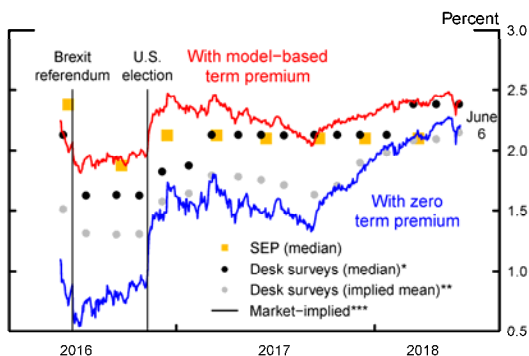 Percent
3.0
Brexit
referendum
U.S.
election
With model−based
term premium
2.5
June
6
2.0
With zero
term premium
1.5
SEP (median)
Desk surveys (median)*
Desk surveys (implied mean)**
Market−implied***
1.0
0.5
2016
2017
2018